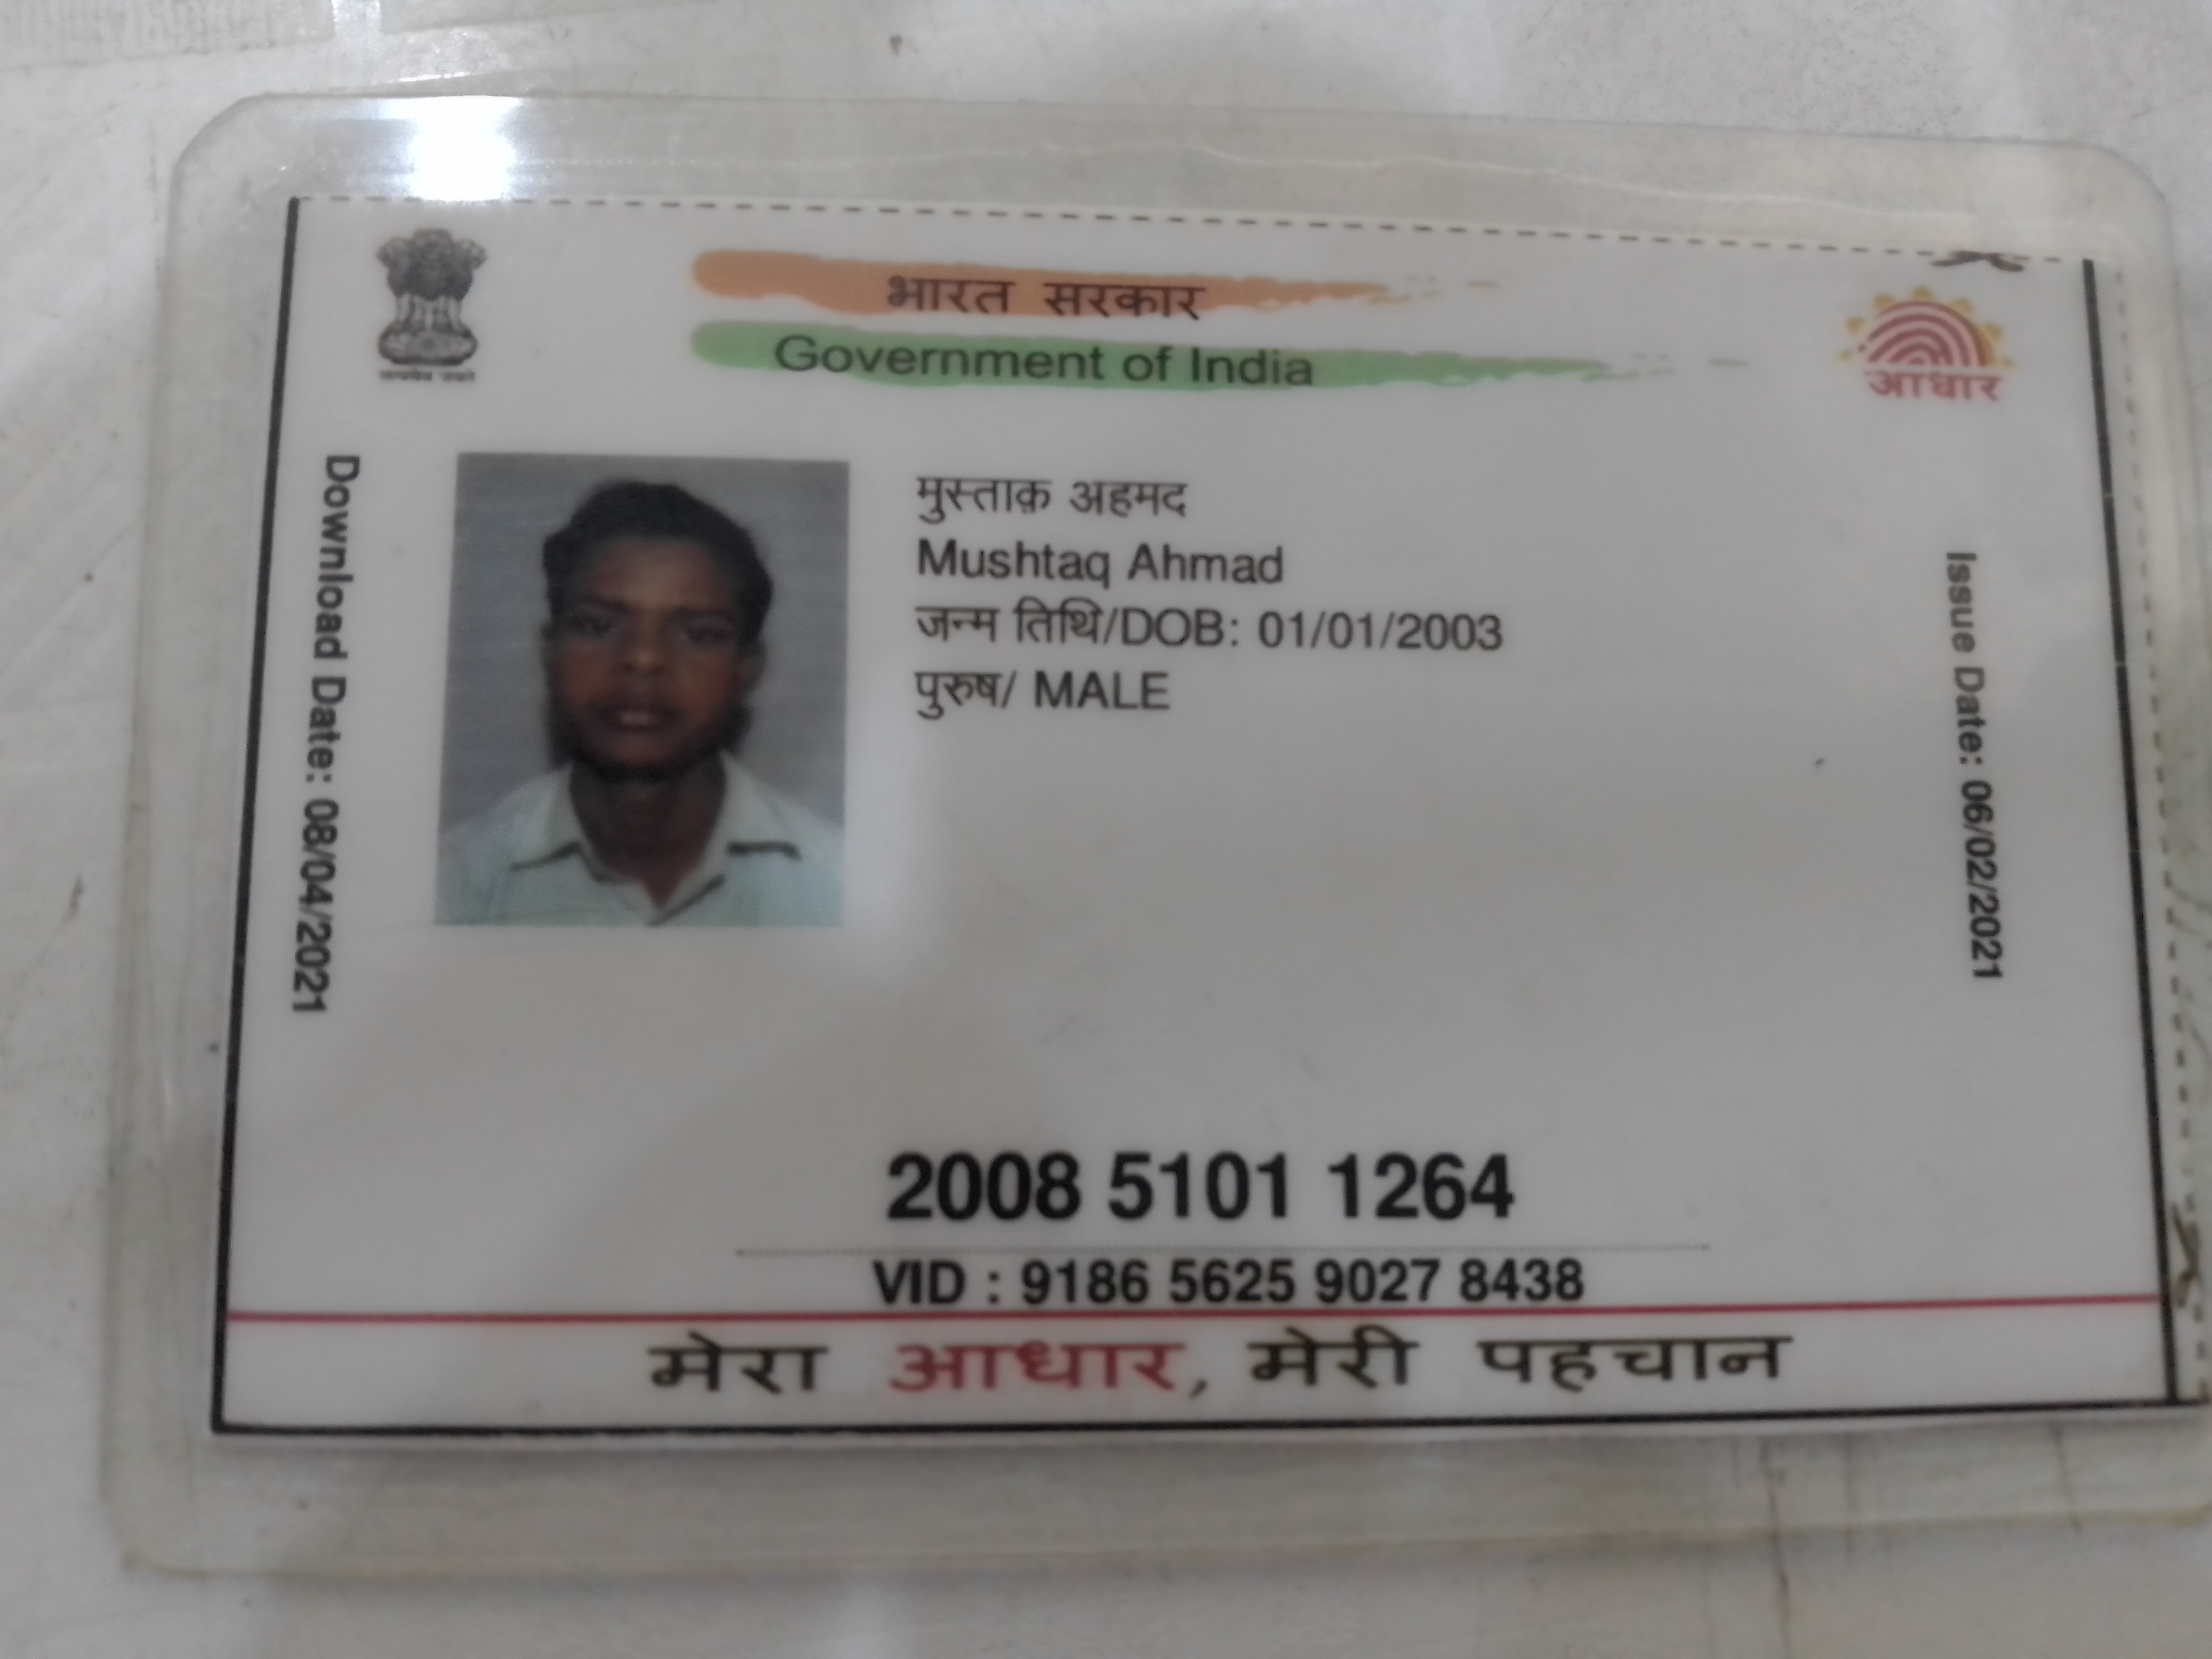 भारत सरकार
Government of India
आधार
Download Date: 08/04/2021
मुस्ताक़ अहमद
Mushtaq Ahmad
जन्म तिथि/DOB: 01/01/2003
पुरुष/ MALE
Issue Date: 06/02/2021
2008 5101 1264
VID : 9186 5625 9027 8438
मेरा आधार, मेरी पहचान